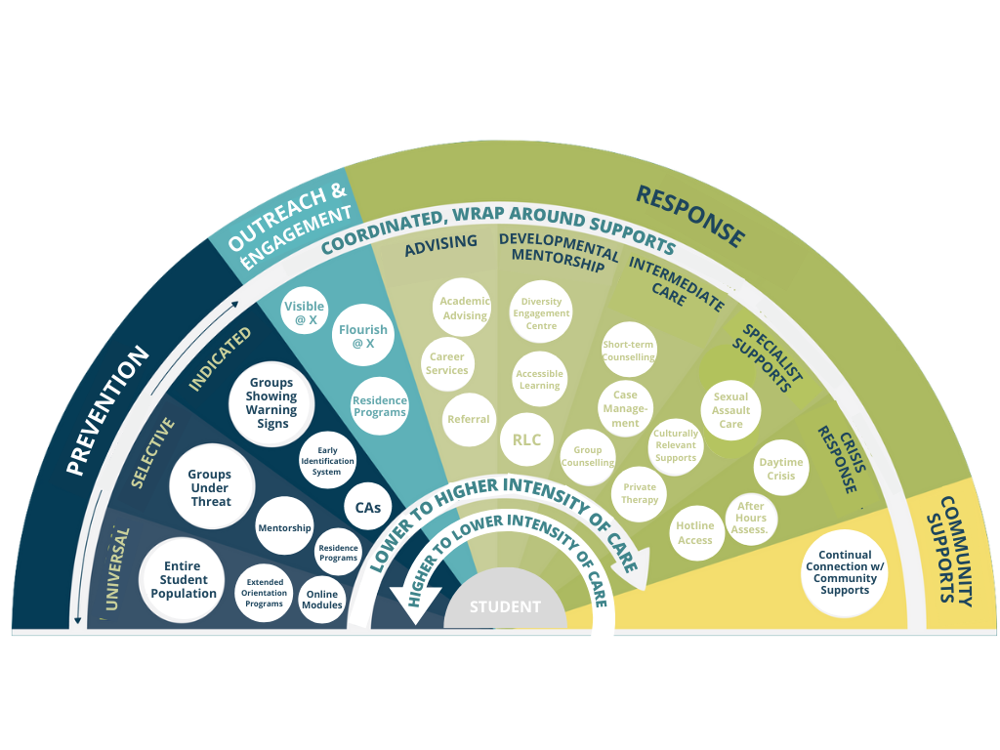 PREVENTION
OUTREACH &
ENGAGEMENT
RESPONSE
COMMUNITY
SUPPORTS
COORDINATED, WRAP AROUND SUPPORTS
UNIVERSAL
SELECTIVE
INDICATED
ADVISING
DEVELOPMENTAL
MENTORSHIP
INTERMEDIATE
CARE
SPECIALIST
SUPPORTS
CRISIS
RESPONSE
Entire
Student
Population
Extended
Orientation
Programs
Online
Modules
Groups
Under
Threat
Mentorship
Residence
Programs
Groups
Showing
Warning
Signs
Early
Identification
System
CAs
Visible
@ X
Flourish
@ X
Residence
Programs
Academic
Advising
Career
Services
Referral
Diversity
Engagement
Centre
Accessible
Learning
RLC
Short-term
Counselling
Case
Manage-
ment
Group
Counselling
Sexual
Assault
Care
Culturally
Relevant
Supports
Private
Therapy
Daytime
Crisis
After
Hours
Assess.
Hotline
Access
Continual
Connection w/
Community
Supports
LOWER TO HIGHER INTENSITY OF CARE
HIGHER TO LOWER INTENSITY OF CARE
STUDENT